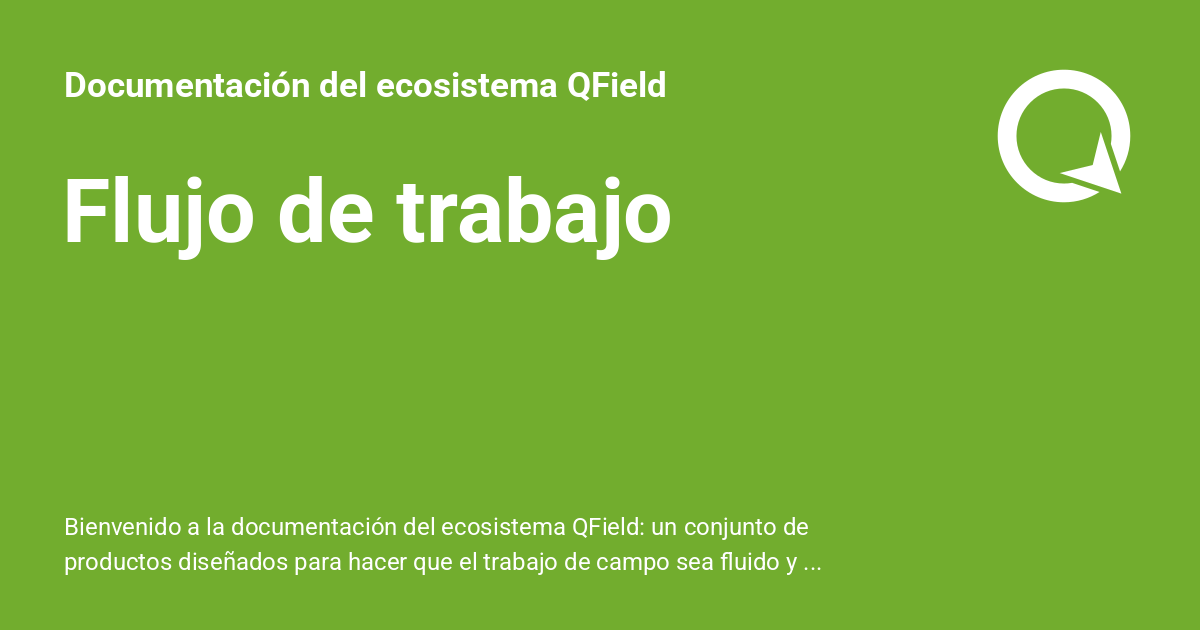 Documentación del ecosistema QField
Flujo de trabajo
Bienvenido a la documentación del ecosistema QField: un conjunto de
productos diseñados para hacer que el trabajo de campo sea fluido y ...